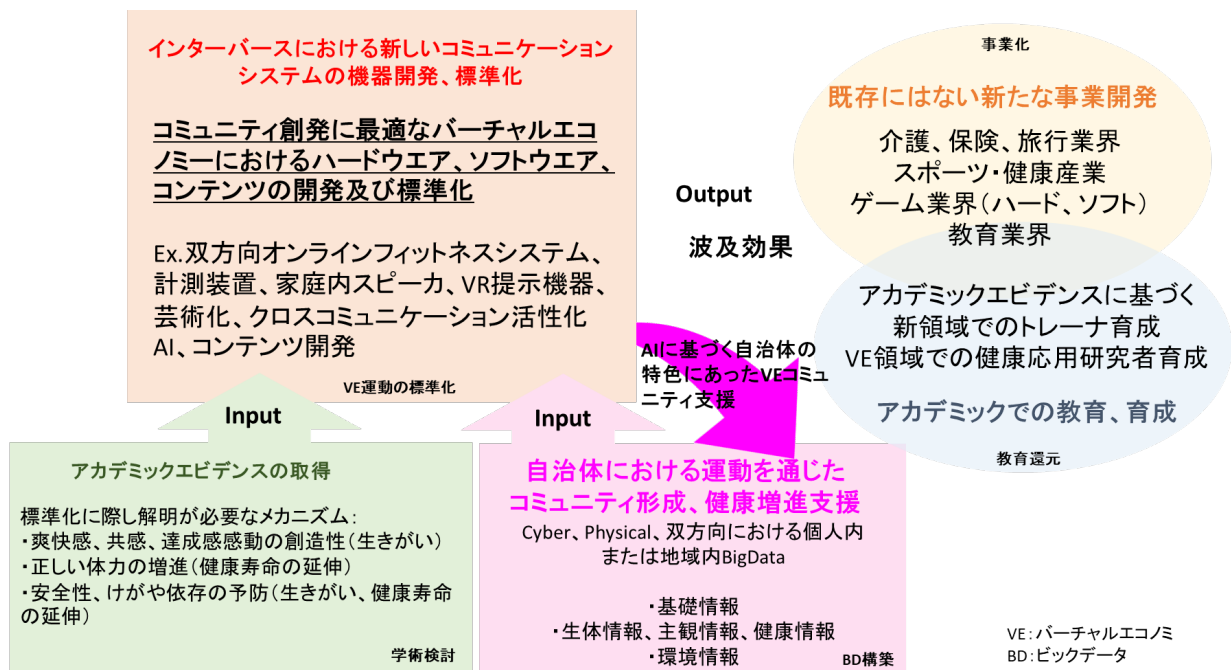 インターバースにおける新しいコミュニケーション
システムの機器開発、標準化
コミュニティ創発に最適なバーチャルエコ
ノミーにおけるハードウエア、ソフトウエア、
コンテンツの開発及び標準化
Ex.双方向オンラインフィットネスシステム、
計測装置、家庭内スピーカ、VR提示機器、
芸術化、クロスコミュニケーション活性化
AI、コンテンツ開発
VE運動の標準化
Input
Input
アカデミックエビデンスの取得
標準化に際し解明が必要なメカニズム:
・爽快感、共感、達成感感動の創造性(生きがい)
・正しい体力の増進(健康寿命の延伸)
・安全性、けがや依存の予防(生きがい、健康寿命
の延伸)
学術検討
自治体における運動を通じた
コミュニティ形成、健康増進支援
Cyber、Physical、双方向における個人内
または地域内BigData
・基礎情報
・生体情報、主観情報、健康情報
・環境情報
BD構築
AIに基づく自治体の
特色にあったVEコミュ
ニティ支援
Output
波及効果
事業化
既存にはない新たな事業開発
介護、保険、旅行業界
スポーツ・健康産業
ゲーム業界(ハード、ソフト)
教育業界
アカデミックエビデンスに基づく
新領域でのトレーナ育成
VE領域での健康応用研究者育成
アカデミックでの教育、育成
教育還元
VE:バーチャルエコノミ
BD:ビックデータ